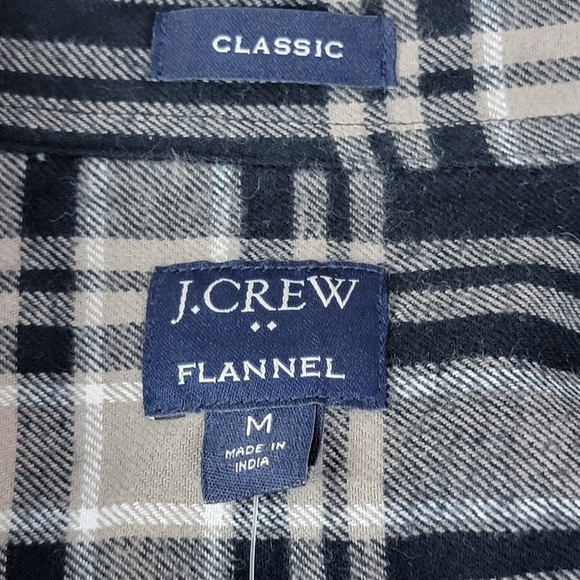 CLASSIC
J.CREW
••
FLANNEL
M
MADE IN
INDIA